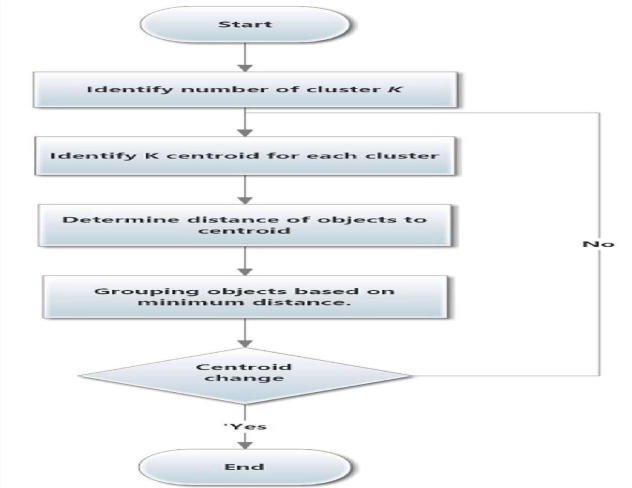 Start
Identify number of cluster K
Identify K centroid for each cluster
Determine distance of objects to
centroid
No
Grouping objects based on
minimum distance.
Centroid
change
'Yes
End